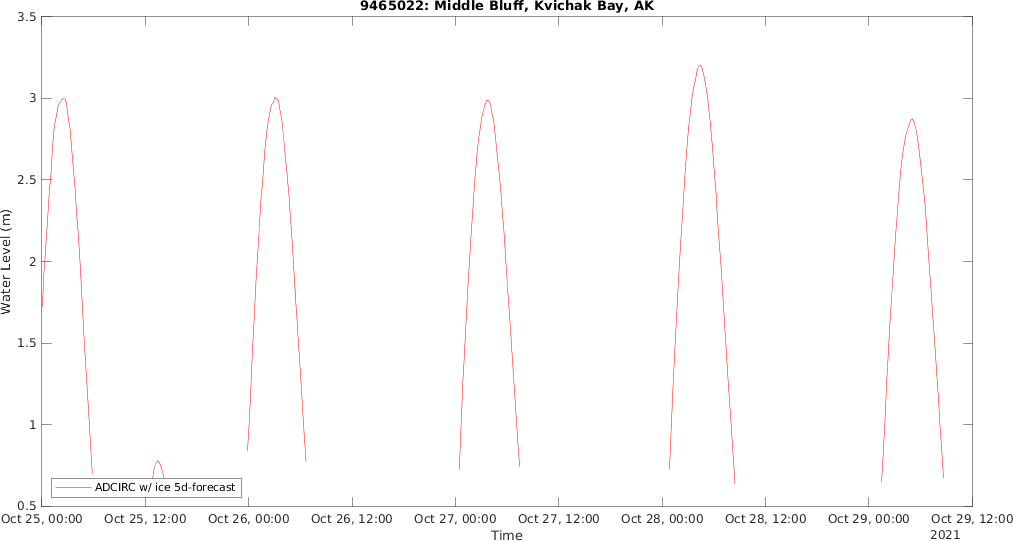 9465022: Middle Bluff, Kvichak Bay, AK
3.5
3
2.5
2
1.5
1
0.5
Water Level (m)
ADCIRC w/ ice 5d-forecast
Oct 25, 00:00 Oct 25, 12:00 Oct 26, 00:00 Oct 26, 12:00 Oct 27, 00:00 Oct 27, 12:00 Oct 28, 00:00 Oct 28, 12:00 Oct 29, 00:00 Oct 29, 12:00
Time
2021